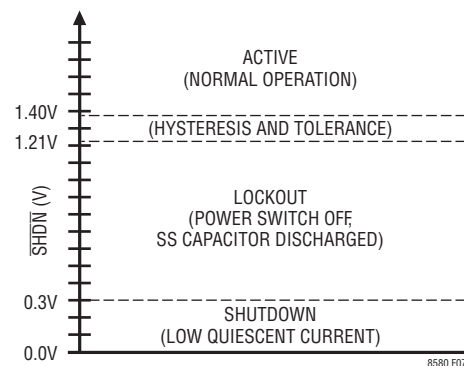 ACTIVE
(NORMAL OPERATION)
1.40V
(HYSTERESIS AND TOLERANCE)
1.21V
SHDN (V)
LOCKOUT
(POWER SWITCH OFF,
SS CAPACITOR DISCHARGED)
0.3V
SHUTDOWN
(LOW QUIESCENT CURRENT)
0.0V
8580 F07